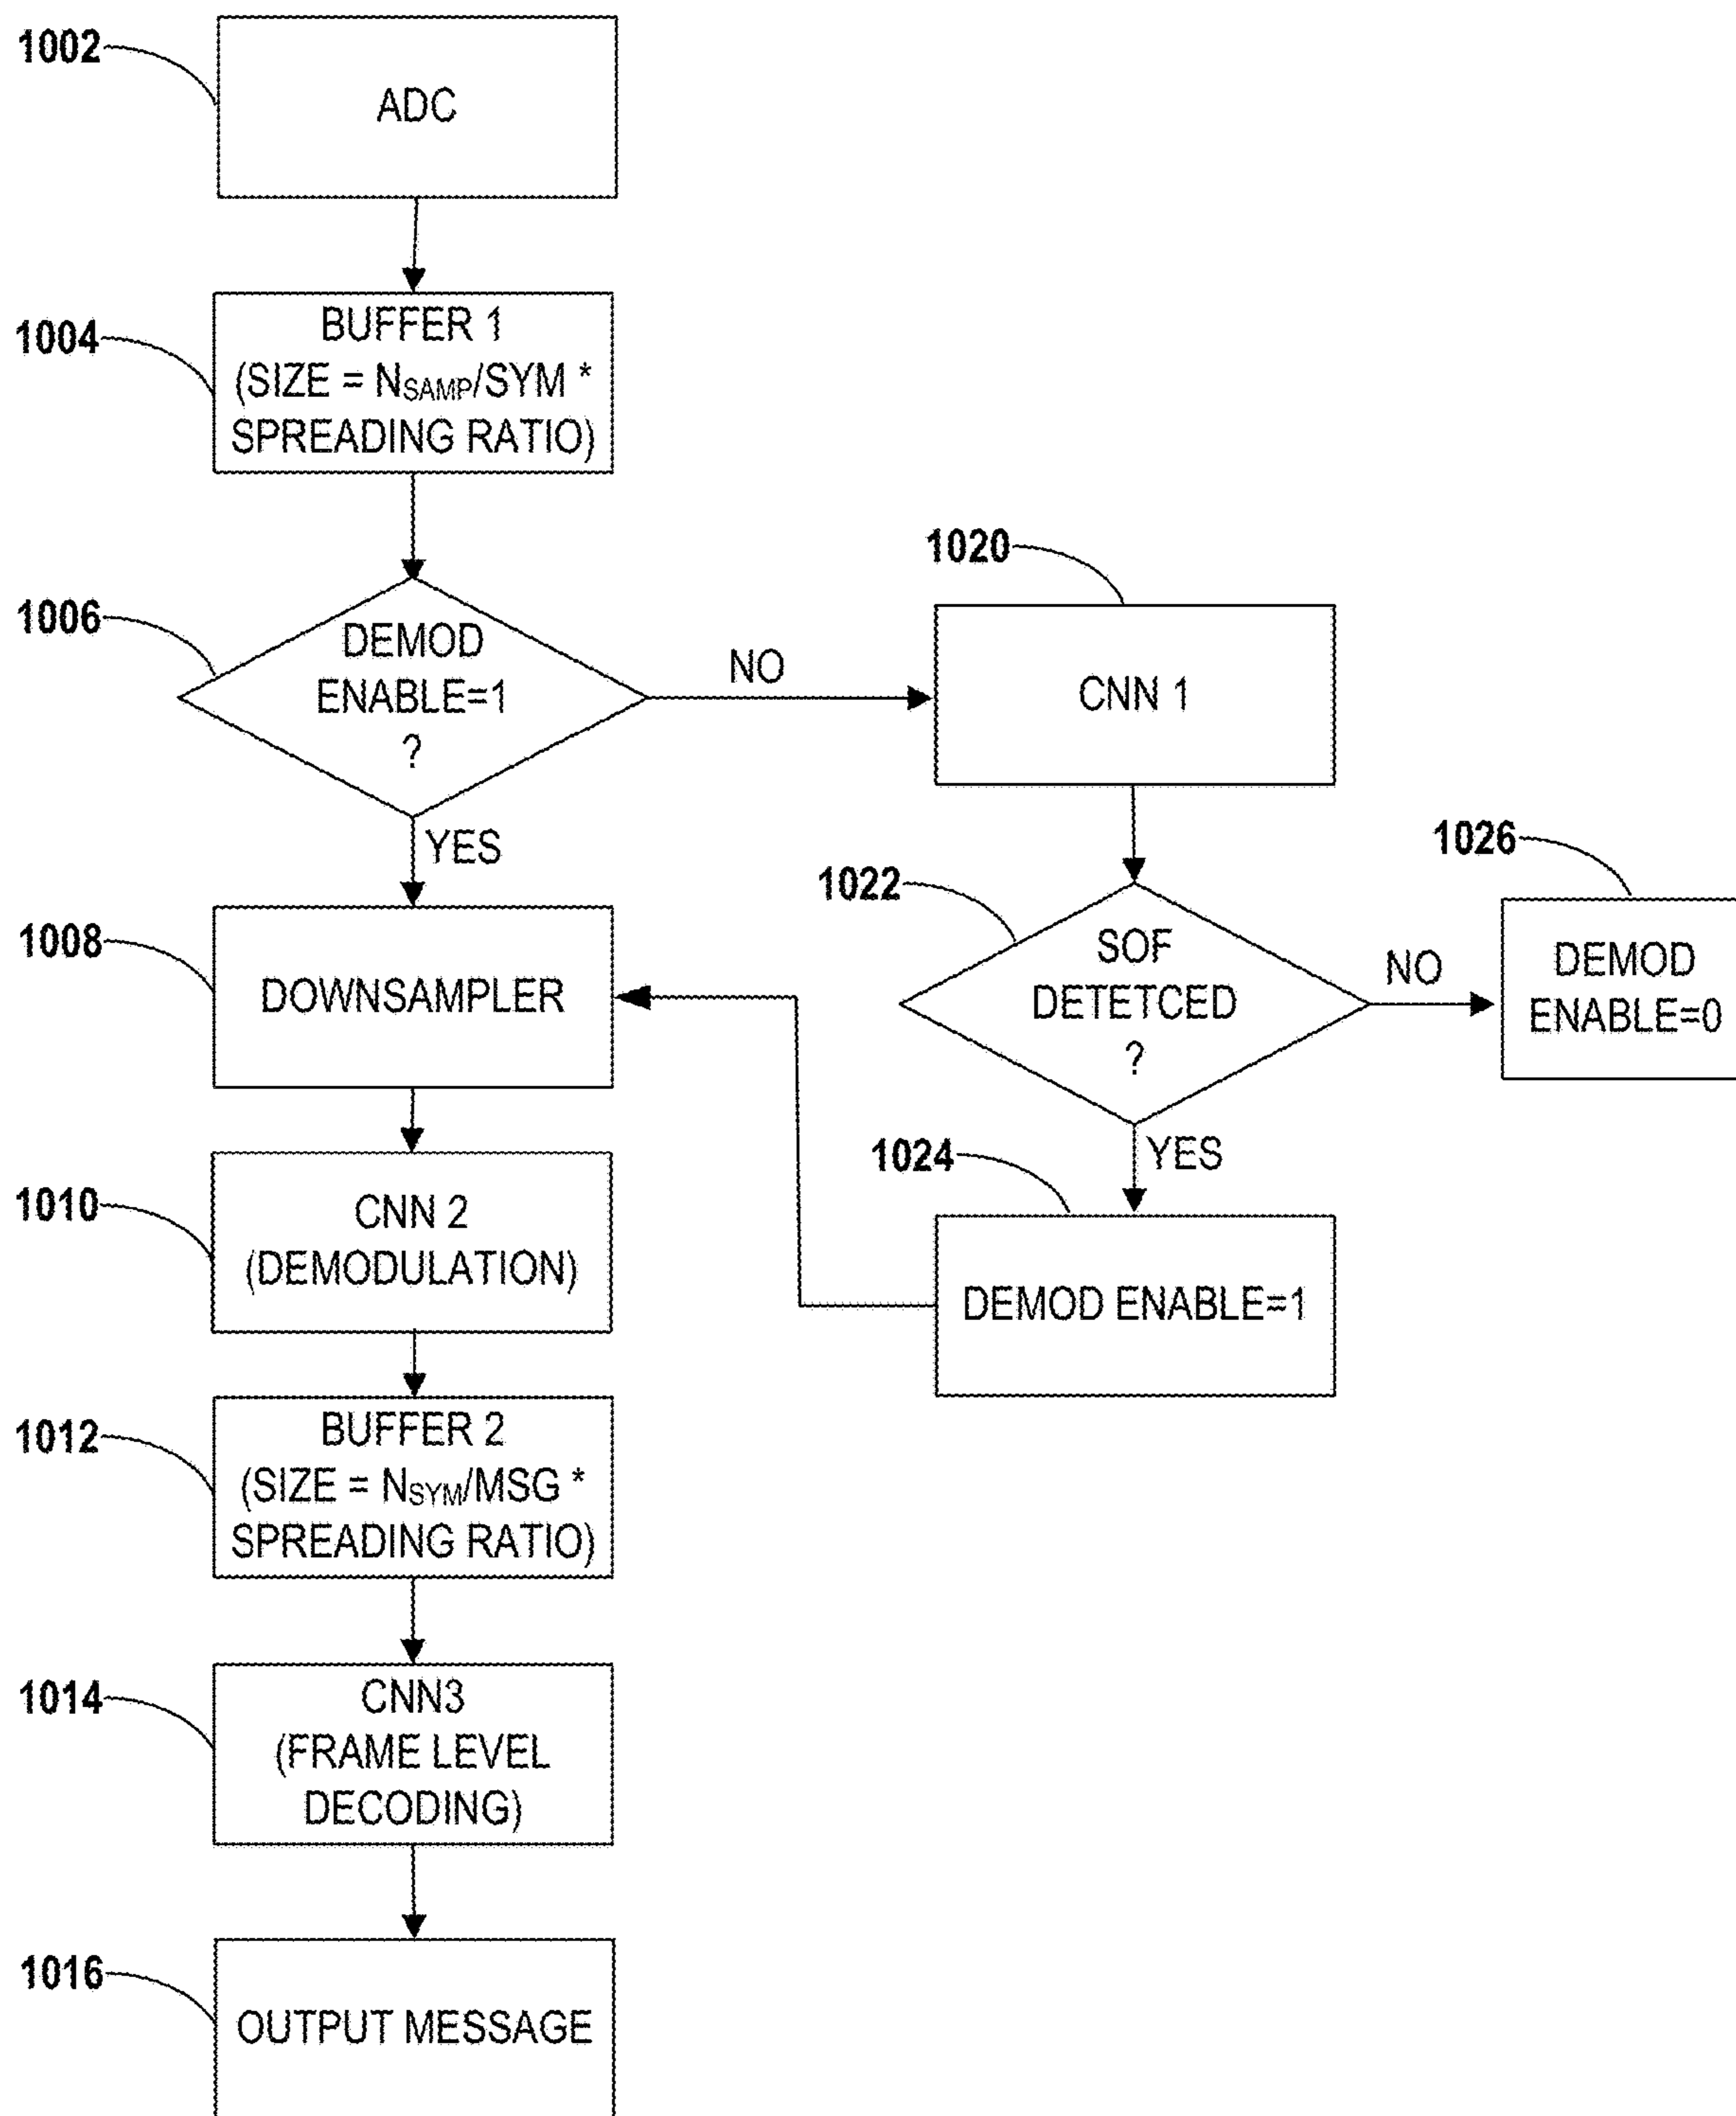 1002
ADC
1004
BUFFER 1
(SIZE = NSAMP/SYM *
SPREADING RATIO)
1006
DEMOD
ENABLE=1
?
NO
YES
1020
CNN 1
1022
SOF
DETETCED
?
NO
YES
1026
DEMOD
ENABLE=0
1024
DEMOD ENABLE=1
1008
DOWNSAMPLER
1010
CNN 2
(DEMODULATION)
1012
BUFFER 2
(SIZE = NSYM/MSG *
SPREADING RATIO)
1014
CNN3
(FRAME LEVEL
DECODING)
1016
OUTPUT MESSAGE